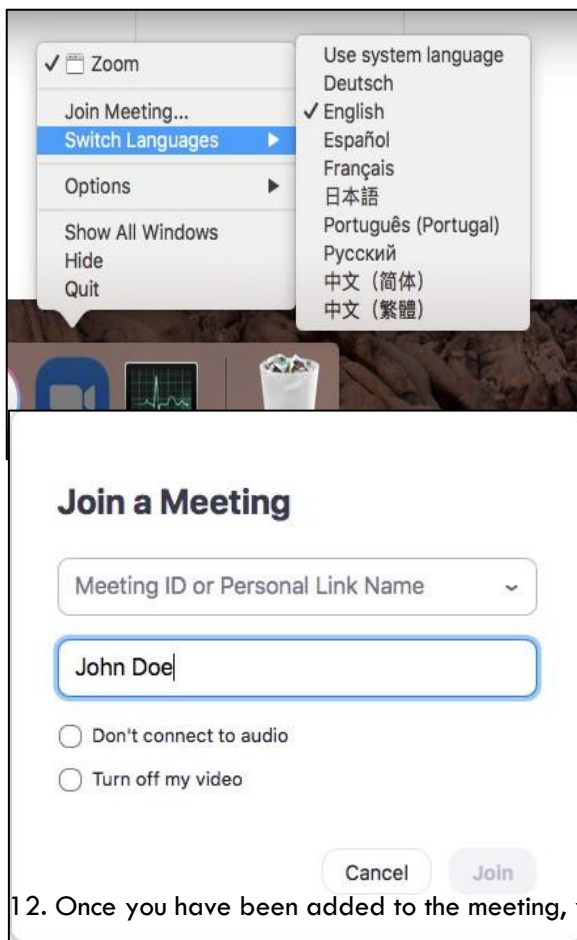 ✓ Zoom
Join Meeting...
Switch Languages
Options
Show All Windows
Hide
Quit
Use system language
Deutsch
✓ English
Español
Français
日本語
Português (Portugal)
Русский
中文（简体）
中文（繁體）
Join a Meeting
Meeting ID or Personal Link Name
John Doe
Don't connect to audio
Turn off my video
Cancel Join
12. Once you have been added to the meeting,